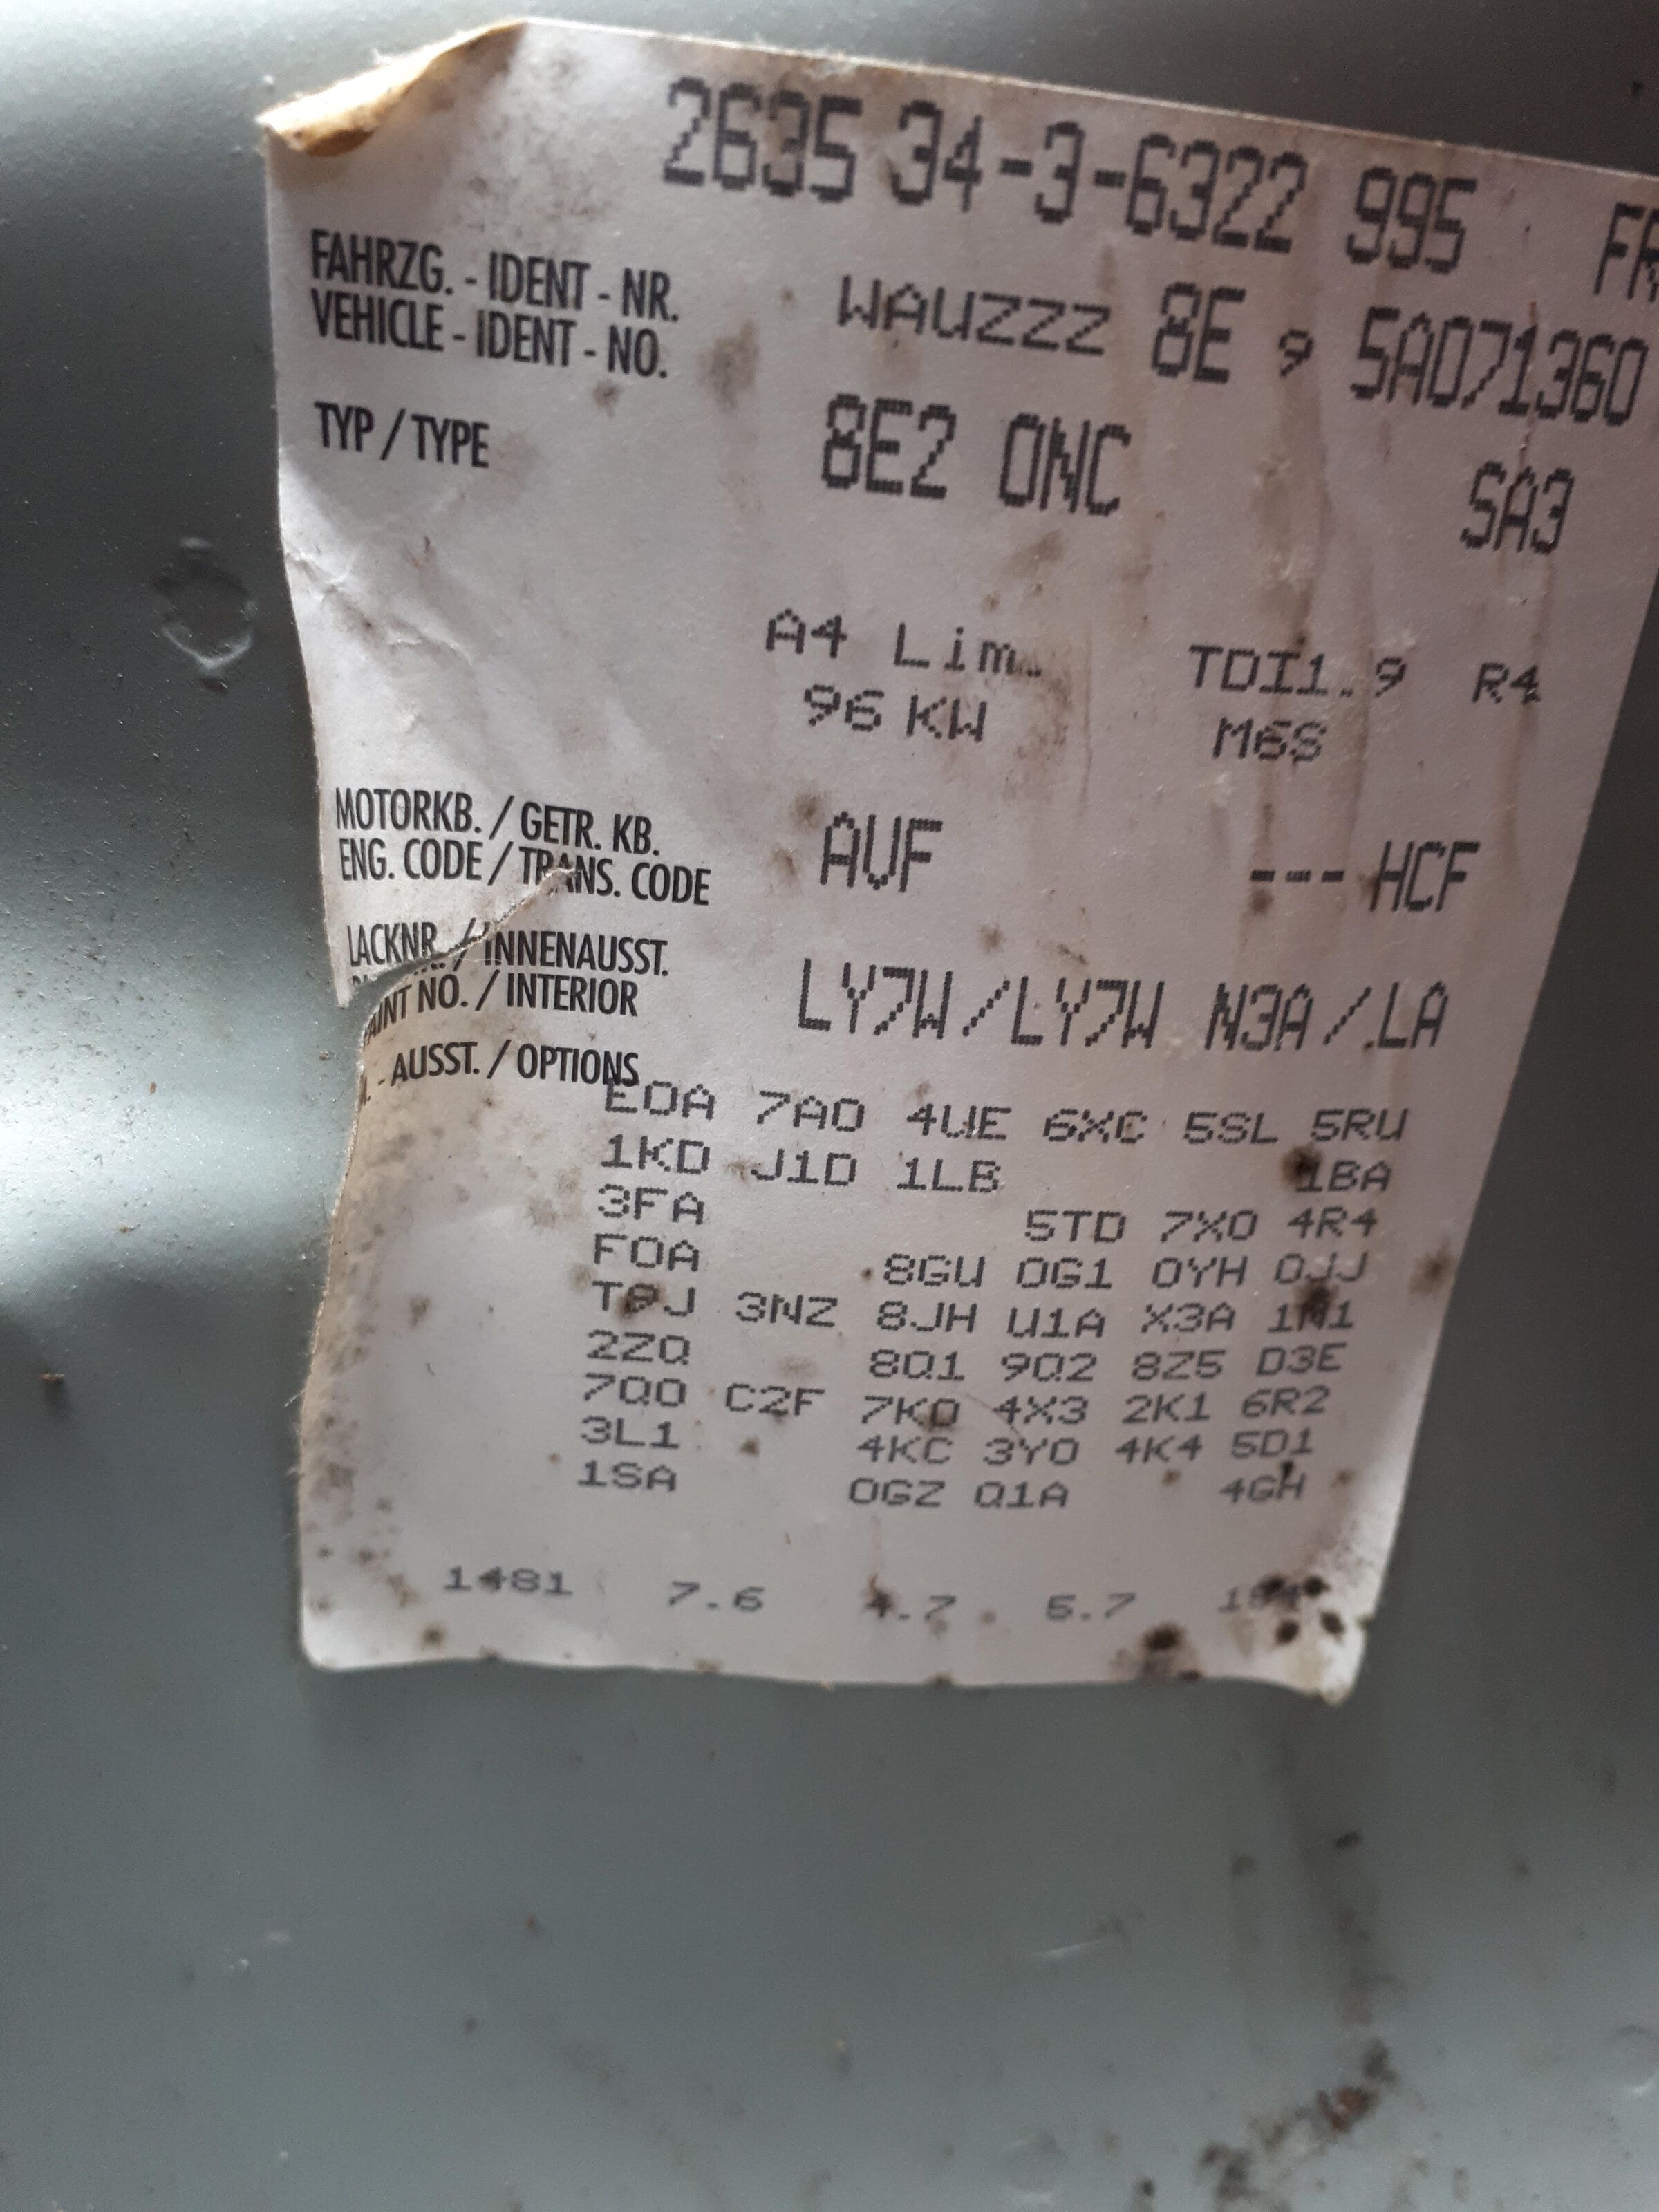 2635 34-3-6322 995 FR
FAHRZG. - IDENT - NR.
VEHICLE - IDENT - NO.
WAUZZZ 8E 9 5A071360
TYP / TYPE
8E2 0NC SA3
A4 Lim. TDI1.9 R4
96 KW M6S
MOTORKB. / GETR. KB.
ENG. CODE / TRANS. CODE
AVF --- HCF
LACKNR. / INNENAUSST.
PAINT NO. / INTERIOR
LY7W/LY7W N3A/.LA
- AUSST. / OPTIONS
E0A 7A0 4UE 6XC 5SL 5RU
1KD J1D 1LB 1BA
3FA 5TD 7X0 4R4
F0A 8GU 0G1 0YH 0JJ
T9J 3NZ 8JH U1A X3A 1N1
2ZQ 8Q1 9Q2 8Z5 D3E
7Q0 C2F 7K0 4X3 2K1 6R2
3L1 4KC 3Y0 4K4 5D1
1SA 0GZ Q1A 4GH
1481 7.6 4.7 5.7